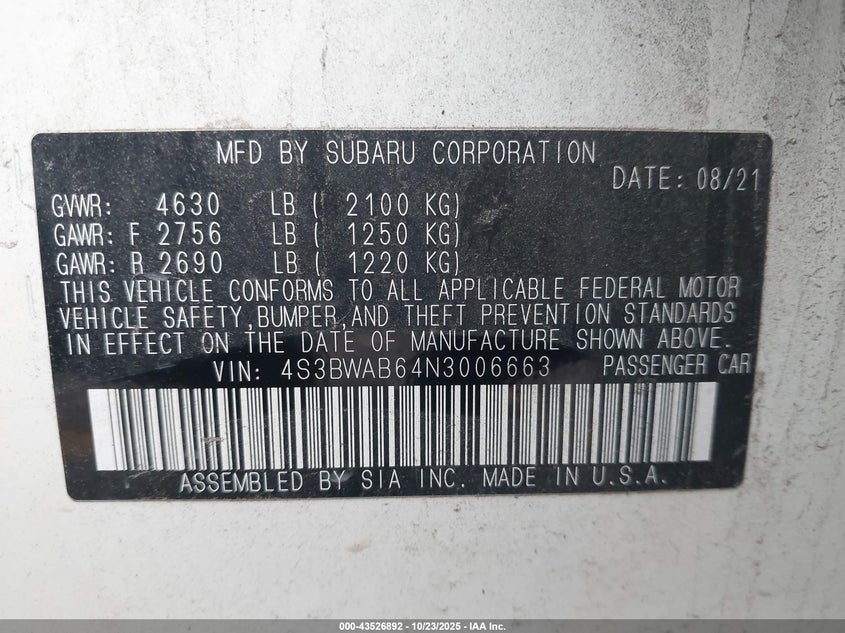 MFD BY SUBARU CORPORATION
DATE: 08/21
GVWR: 4630 LB ( 2100 KG)
GAWR: F 2756 LB ( 1250 KG)
GAWR: R 2690 LB ( 1220 KG)
THIS VEHICLE CONFORMS TO ALL APPLICABLE FEDERAL MOTOR
VEHICLE SAFETY,BUMPER,AND THEFT PREVENTION STANDARDS
IN EFFECT ON THE DATE OF MANUFACTURE SHOWN ABOVE.
VIN: 4S3BWAB64N3006663 PASSENGER CAR
ASSEMBLED BY SIA INC. MADE IN U.S.A.
000-43526892 - 10/23/2025 - IAA Inc.